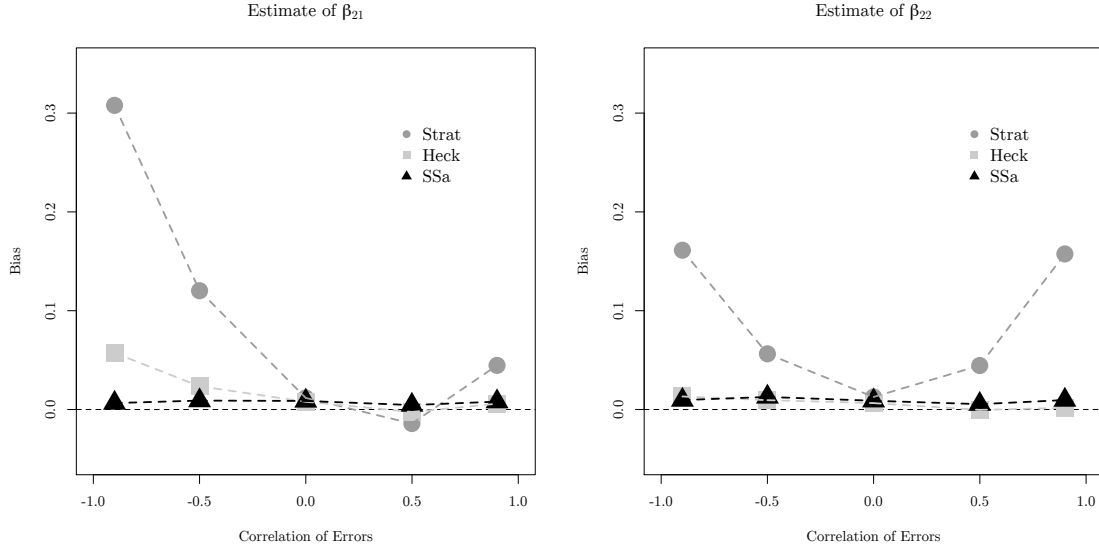 Estimate of β21
Bias
0.3
0.2
0.1
0.0
Strat
Heck
SSa
-1.0 -0.5 0.0 0.5 1.0
Correlation of Errors
Estimate of β22
Bias
0.3
0.2
0.1
0.0
Strat
Heck
SSa
-1.0 -0.5 0.0 0.5 1.0
Correlation of Errors